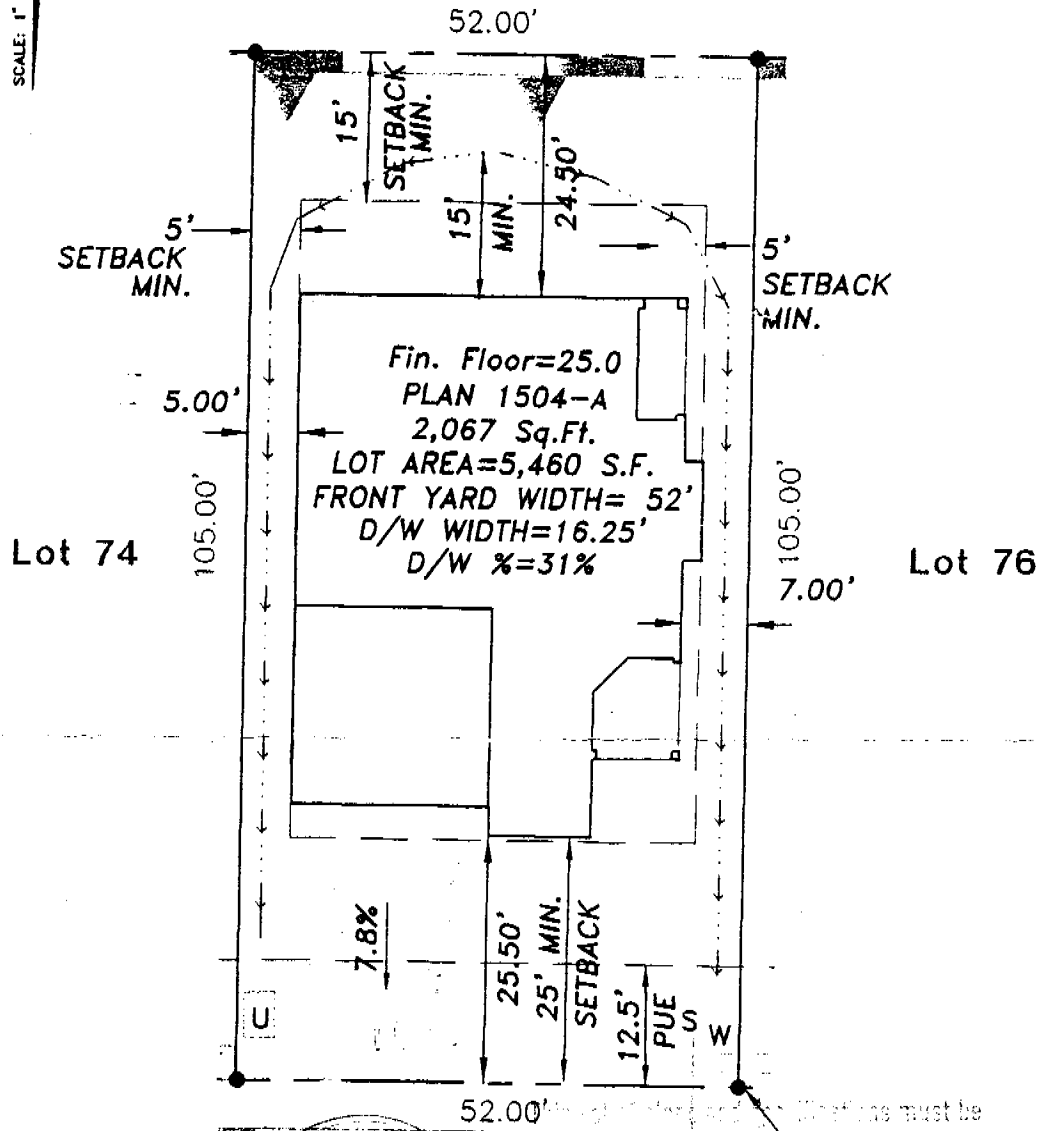 SCALE: 1"
52.00'
15'
SETBACK
MIN.
15'
MIN.
24.50'
5'
SETBACK
MIN.
5'
SETBACK
MIN.
Fin. Floor=25.0
PLAN 1504-A
2,067 Sq.Ft.
LOT AREA=5,460 S.F.
FRONT YARD WIDTH= 52'
D/W WIDTH=16.25'
D/W %=31%
5.00'
105.00'
Lot 74
105.00'
Lot 76
7.00'
7.8%
25.50'
25' MIN.
SETBACK
12.5'
PUE
U
S
W
52.00'
must be